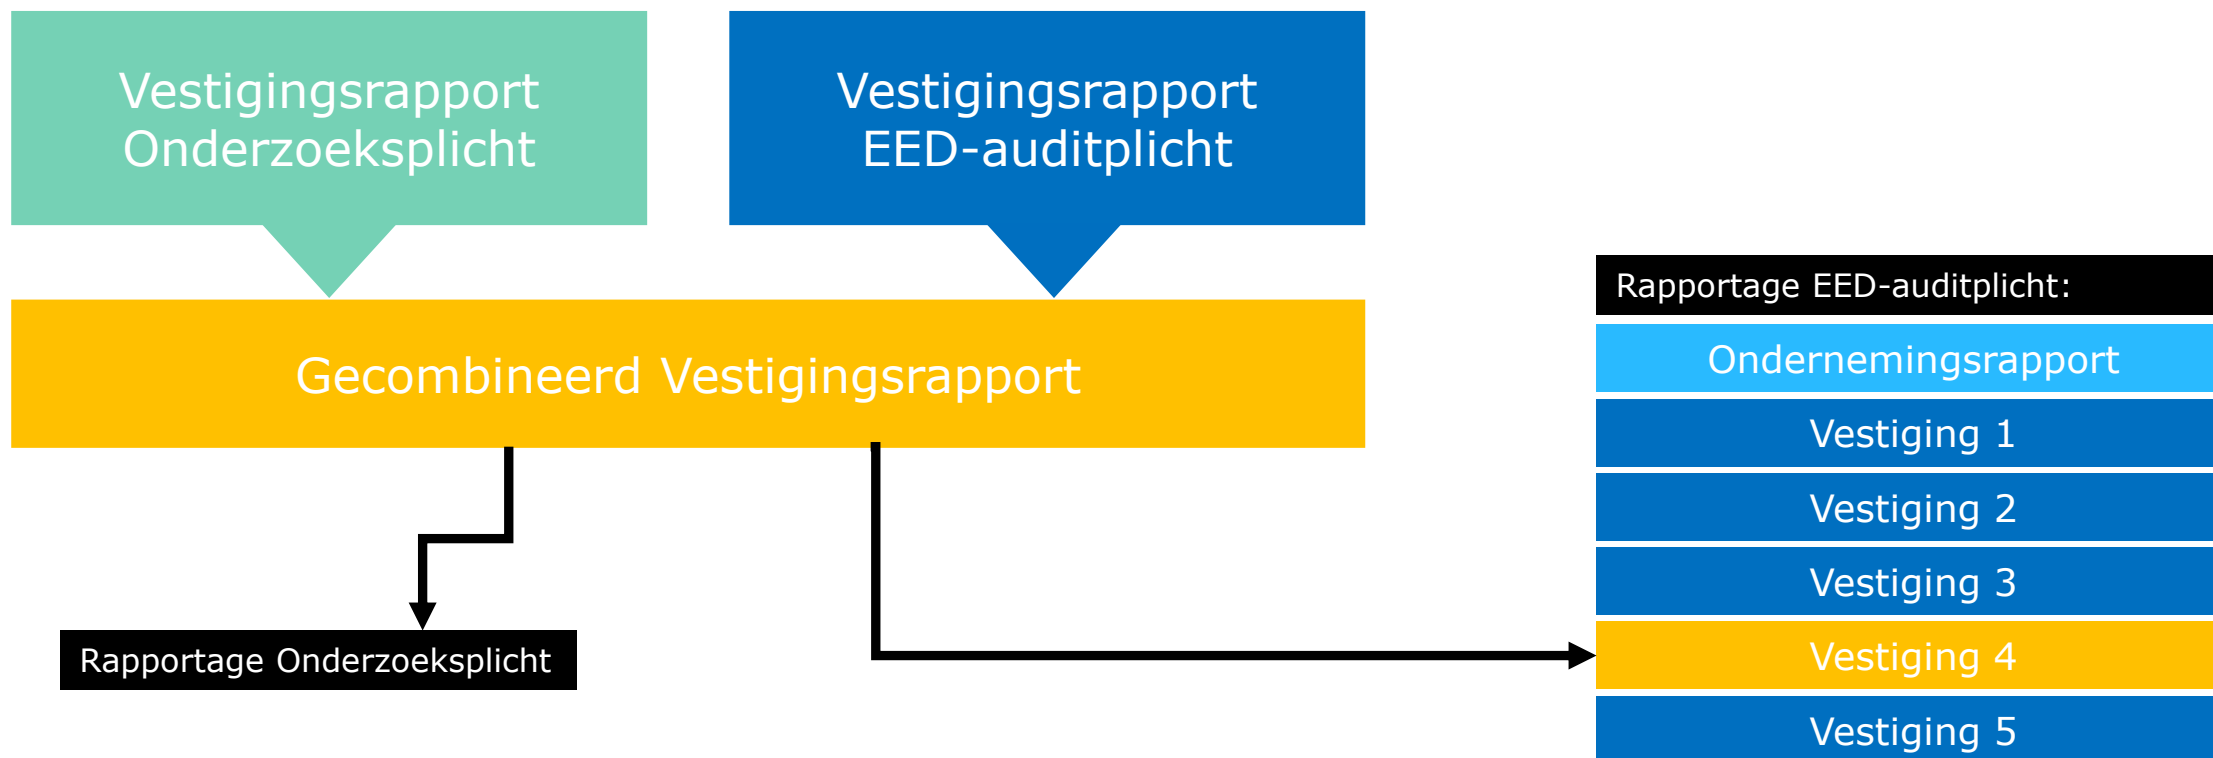 Vestigingsrapport
Onderzoeksplicht
Vestigingsrapport
EED-auditplicht
Gecombineerd Vestigingsrapport
Rapportage Onderzoeksplicht
Rapportage EED-auditplicht:
Ondernemingsrapport
Vestiging 1
Vestiging 2
Vestiging 3
Vestiging 4
Vestiging 5